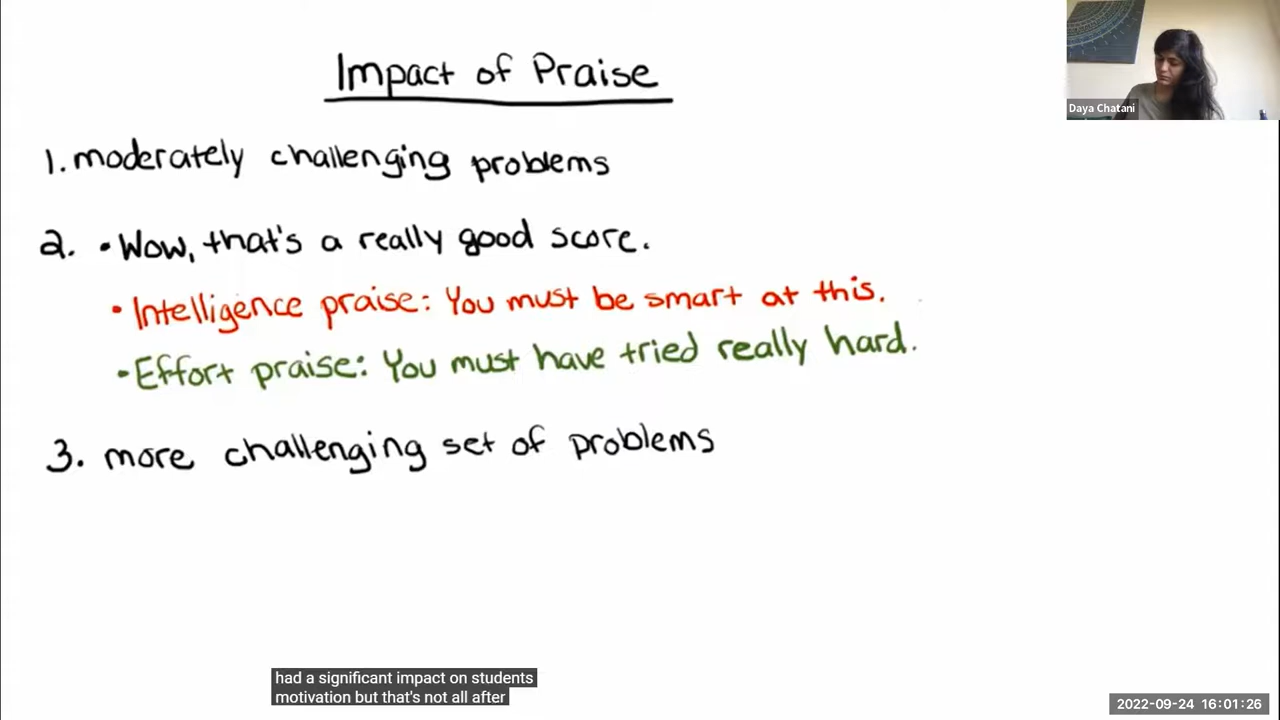 Impact of Praise
Daya Chatani
1. moderately challenging problems
2. • Wow, that's a really good score.
• Intelligence praise: You must be smart at this.
• Effort praise: You must have tried really hard.
3. more challenging set of problems
had a significant impact on students
motivation but that's not all after
2022-09-24 16:01:26